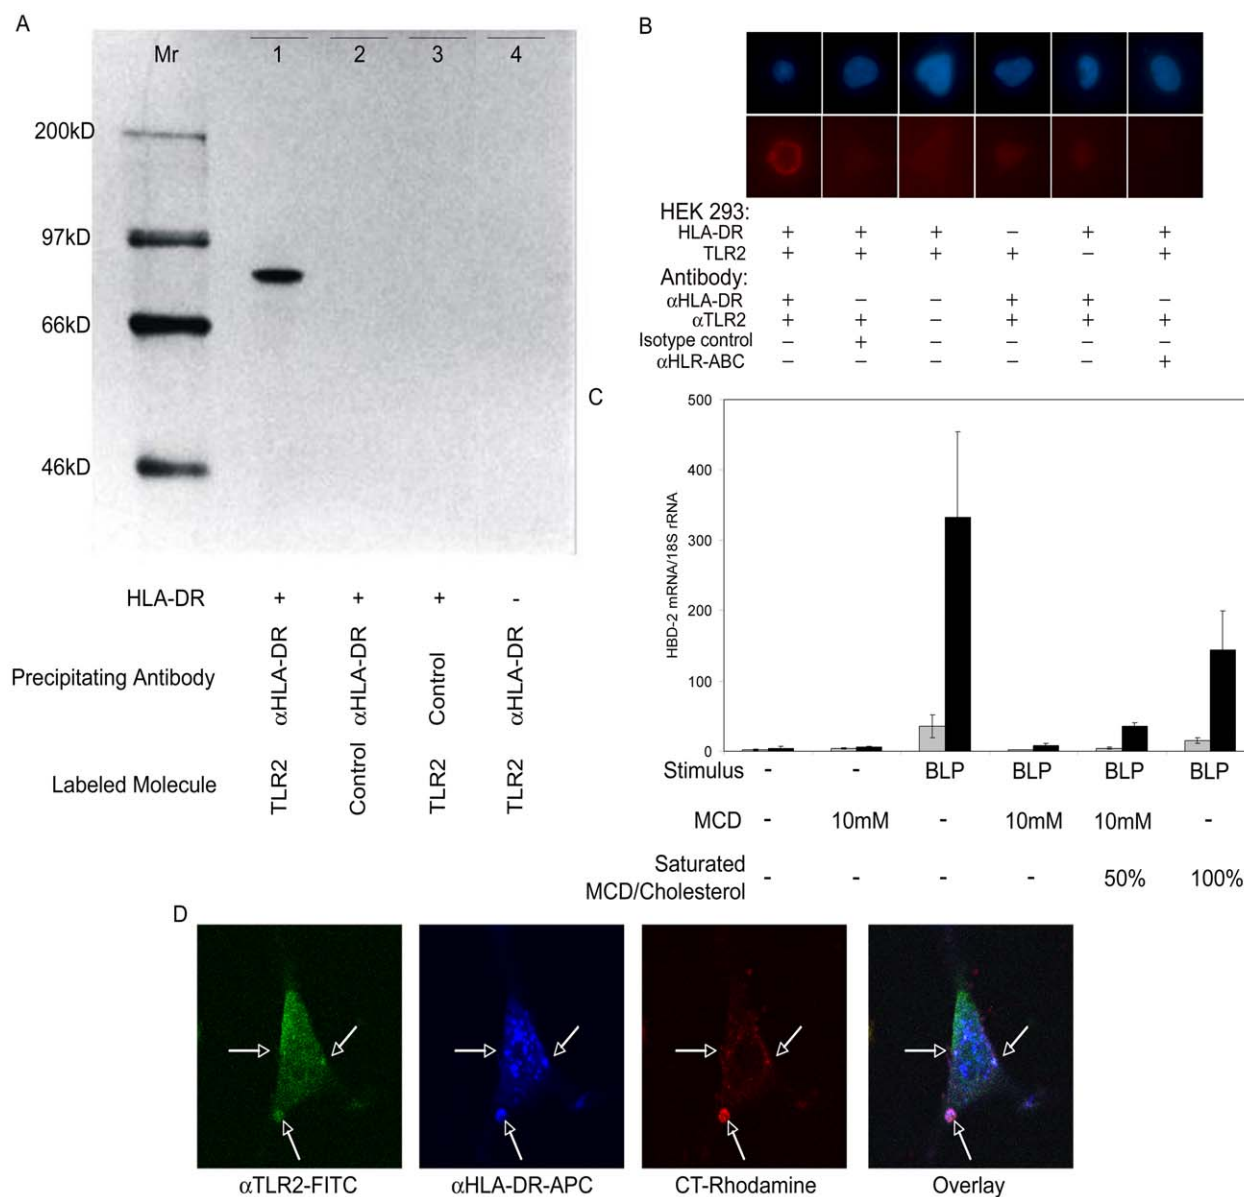 A
Mr 1 2 3 4
200kD
97kD
66kD
46kD
HLA-DR + + + -
Precipitating Antibody αHLA-DR αHLA-DR Control αHLA-DR
Labeled Molecule TLR2 Control TLR2 TLR2
B
HEK 293:
HLA-DR + + + − + +
TLR2 + + + + − +
Antibody:
αHLA-DR + − − + + −
αTLR2 + + − + + +
Isotype control − + − − − −
αHLR-ABC − − − − − +
C
HBD-2 mRNA/18S rRNA
500
400
300
200
100
0
Stimulus - - BLP BLP BLP BLP
MCD - 10mM - 10mM 10mM -
Saturated
MCD/Cholesterol - - - - 50% 100%
D
αTLR2-FITC αHLA-DR-APC CT-Rhodamine Overlay